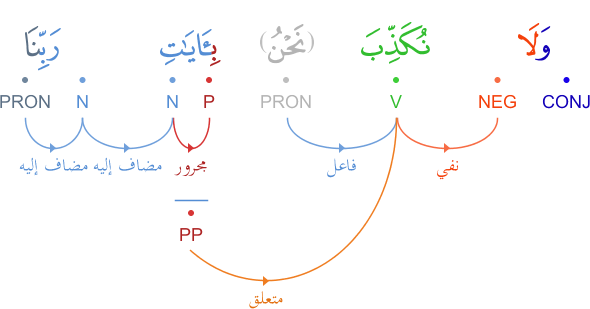 وَلَا نُكَذِّبَ (نَحْنُ) بِـَٔايَـٰتِ رَبِّنَا
CONJ NEG V PRON P N N PRON
نفي فاعل مجرور مضاف إليه مضاف إليه
PP
متعلق